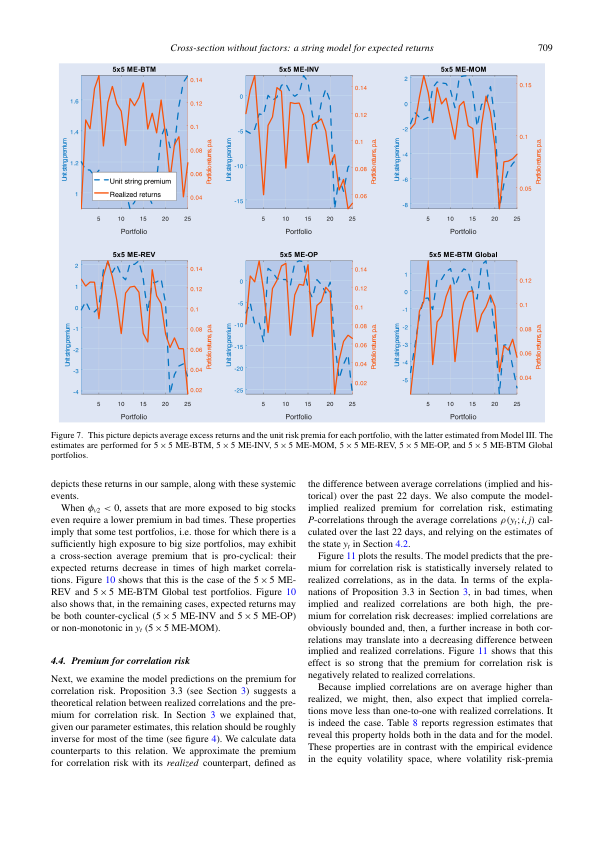 Cross-section without factors: a string model for expected returns
709
5x5 ME-BTM
5x5 ME-INV
5x5 ME-MOM
1.6
1.4
1.2
1
Unit string premium
0.14
0.12
0.1
0.08
0.06
0.04
Portfolio returns, p.a.
Unit string premium
Realized returns
5 10 15 20 25
Portfolio
0
-5
-10
-15
Unit string premium
0.14
0.12
0.1
0.08
0.06
Portfolio returns, p.a.
5 10 15 20 25
Portfolio
2
0
-2
-4
-6
-8
Unit string premium
0.15
0.1
0.05
Portfolio returns, p.a.
5 10 15 20 25
Portfolio
5x5 ME-REV
5x5 ME-OP
5x5 ME-BTM Global
2
1
0
-1
-2
-3
-4
Unit string premium
0.14
0.12
0.1
0.08
0.06
0.04
0.02
Portfolio returns, p.a.
5 10 15 20 25
Portfolio
0
-5
-10
-15
-20
-25
Unit string premium
0.14
0.12
0.1
0.08
0.06
0.04
0.02
Portfolio returns, p.a.
5 10 15 20 25
Portfolio
1
0
-1
-2
-3
-4
-5
Unit string premium
0.12
0.1
0.08
0.06
0.04
Portfolio returns, p.a.
5 10 15 20 25
Portfolio
Figure 7. This picture depicts average excess returns and the unit risk premia for each portfolio, with the latter estimated from Model III. The
estimates are performed for 5 × 5 ME-BTM, 5 × 5 ME-INV, 5 × 5 ME-MOM, 5 × 5 ME-REV, 5 × 5 ME-OP, and 5 × 5 ME-BTM Global
portfolios.
depicts these returns in our sample, along with these systemic
events.
When ϕᵢ,₂ < 0, assets that are more exposed to big stocks
even require a lower premium in bad times. These properties
imply that some test portfolios, i.e. those for which there is a
sufficiently high exposure to big size portfolios, may exhibit
a cross-section average premium that is pro-cyclical: their
expected returns decrease in times of high market correla-
tions. Figure 10 shows that this is the case of the 5 × 5 ME-
REV and 5 × 5 ME-BTM Global test portfolios. Figure 10
also shows that, in the remaining cases, expected returns may
be both counter-cyclical (5 × 5 ME-INV and 5 × 5 ME-OP)
or non-monotonic in yₜ (5 × 5 ME-MOM).
4.4. Premium for correlation risk
Next, we examine the model predictions on the premium for
correlation risk. Proposition 3.3 (see Section 3) suggests a
theoretical relation between realized correlations and the pre-
mium for correlation risk. In Section 3 we explained that,
given our parameter estimates, this relation should be roughly
inverse for most of the time (see figure 4). We calculate data
counterparts to this relation. We approximate the premium
for correlation risk with its realized counterpart, defined as
the difference between average correlations (implied and his-
torical) over the past 22 days. We also compute the model-
implied realized premium for correlation risk, estimating
P-correlations through the average correlations ρ(yₜ; i, j) cal-
culated over the last 22 days, and relying on the estimates of
the state yₜ in Section 4.2.
Figure 11 plots the results. The model predicts that the pre-
mium for correlation risk is statistically inversely related to
realized correlations, as in the data. In terms of the expla-
nations of Proposition 3.3 in Section 3, in bad times, when
implied and realized correlations are both high, the pre-
mium for correlation risk decreases: implied correlations are
obviously bounded and, then, a further increase in both cor-
relations may translate into a decreasing difference between
implied and realized correlations. Figure 11 shows that this
effect is so strong that the premium for correlation risk is
negatively related to realized correlations.
Because implied correlations are on average higher than
realized, we might, then, also expect that implied correla-
tions move less than one-to-one with realized correlations. It
is indeed the case. Table 8 reports regression estimates that
reveal this property holds both in the data and for the model.
These properties are in contrast with the empirical evidence
in the equity volatility space, where volatility risk-premia